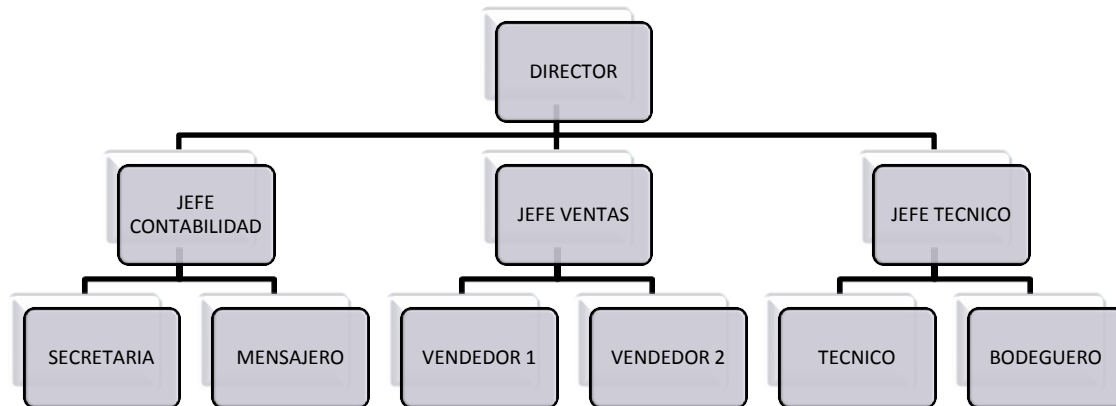 DIRECTOR
JEFE
CONTABILIDAD
JEFE VENTAS
JEFE TECNICO
SECRETARIA
MENSAJERO
VENDEDOR 1
VENDEDOR 2
TECNICO
BODEGUERO